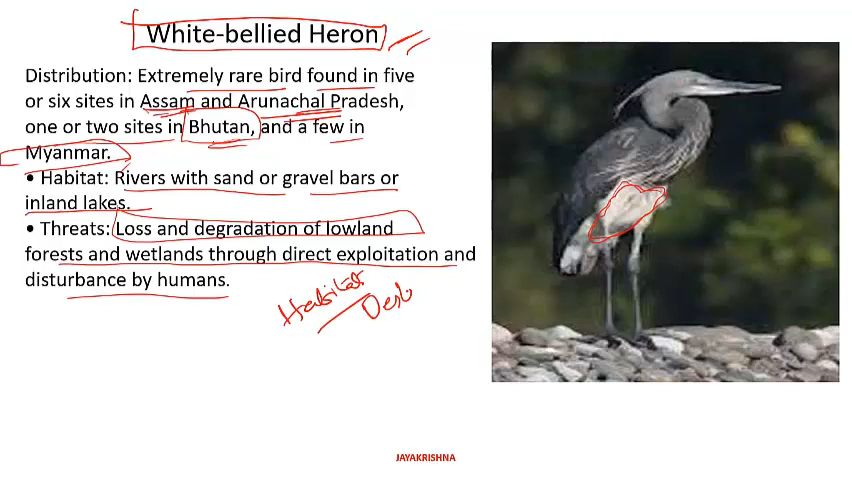 White-bellied Heron
Distribution: Extremely rare bird found in five
or six sites in Assam and Arunachal Pradesh,
one or two sites in Bhutan, and a few in
Myanmar.
• Habitat: Rivers with sand or gravel bars or
inland lakes.
• Threats: Loss and degradation of lowland
forests and wetlands through direct exploitation and
disturbance by humans.
Habitat
JAYAKRISHNA